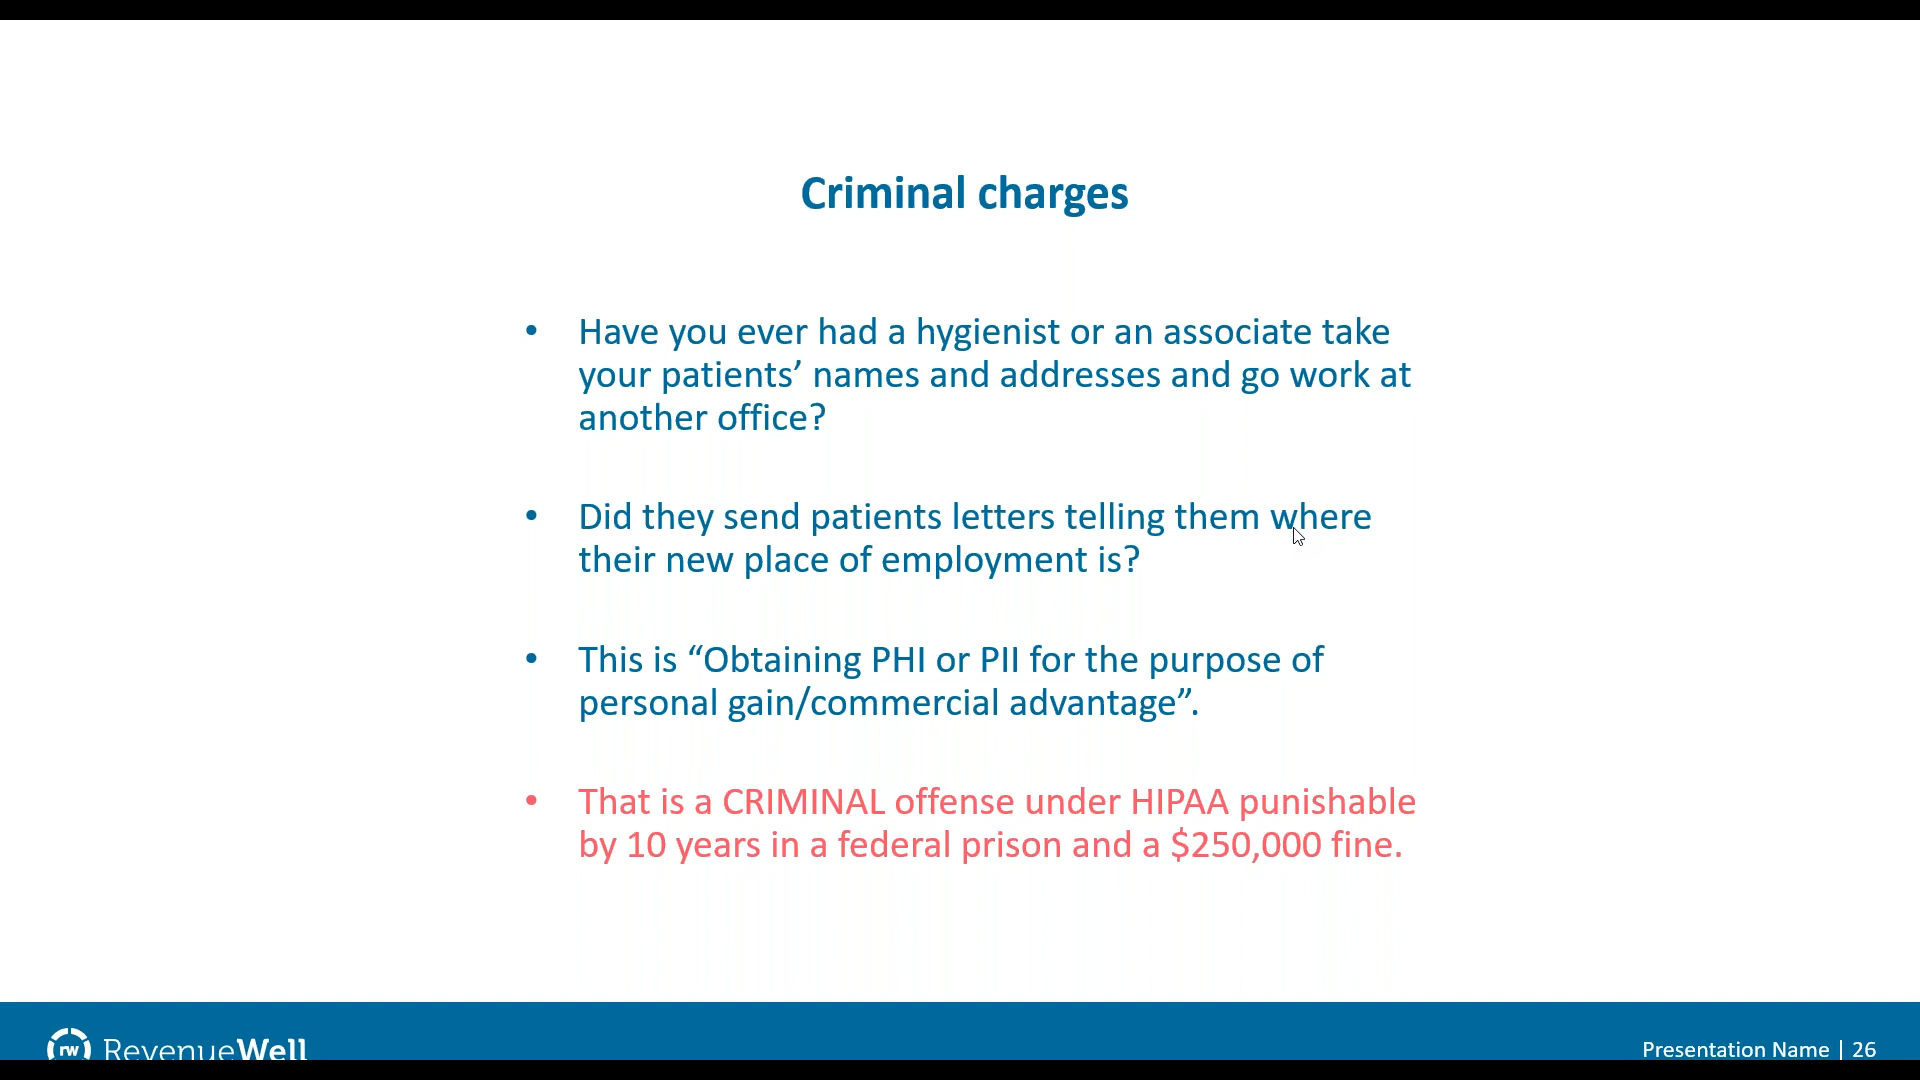 Criminal charges
• Have you ever had a hygienist or an associate take
your patients’ names and addresses and go work at
another office?
• Did they send patients letters telling them where
their new place of employment is?
• This is “Obtaining PHI or PII for the purpose of
personal gain/commercial advantage”.
• That is a CRIMINAL offense under HIPAA punishable
by 10 years in a federal prison and a $250,000 fine.
rw RevenueWell
Presentation Name | 26